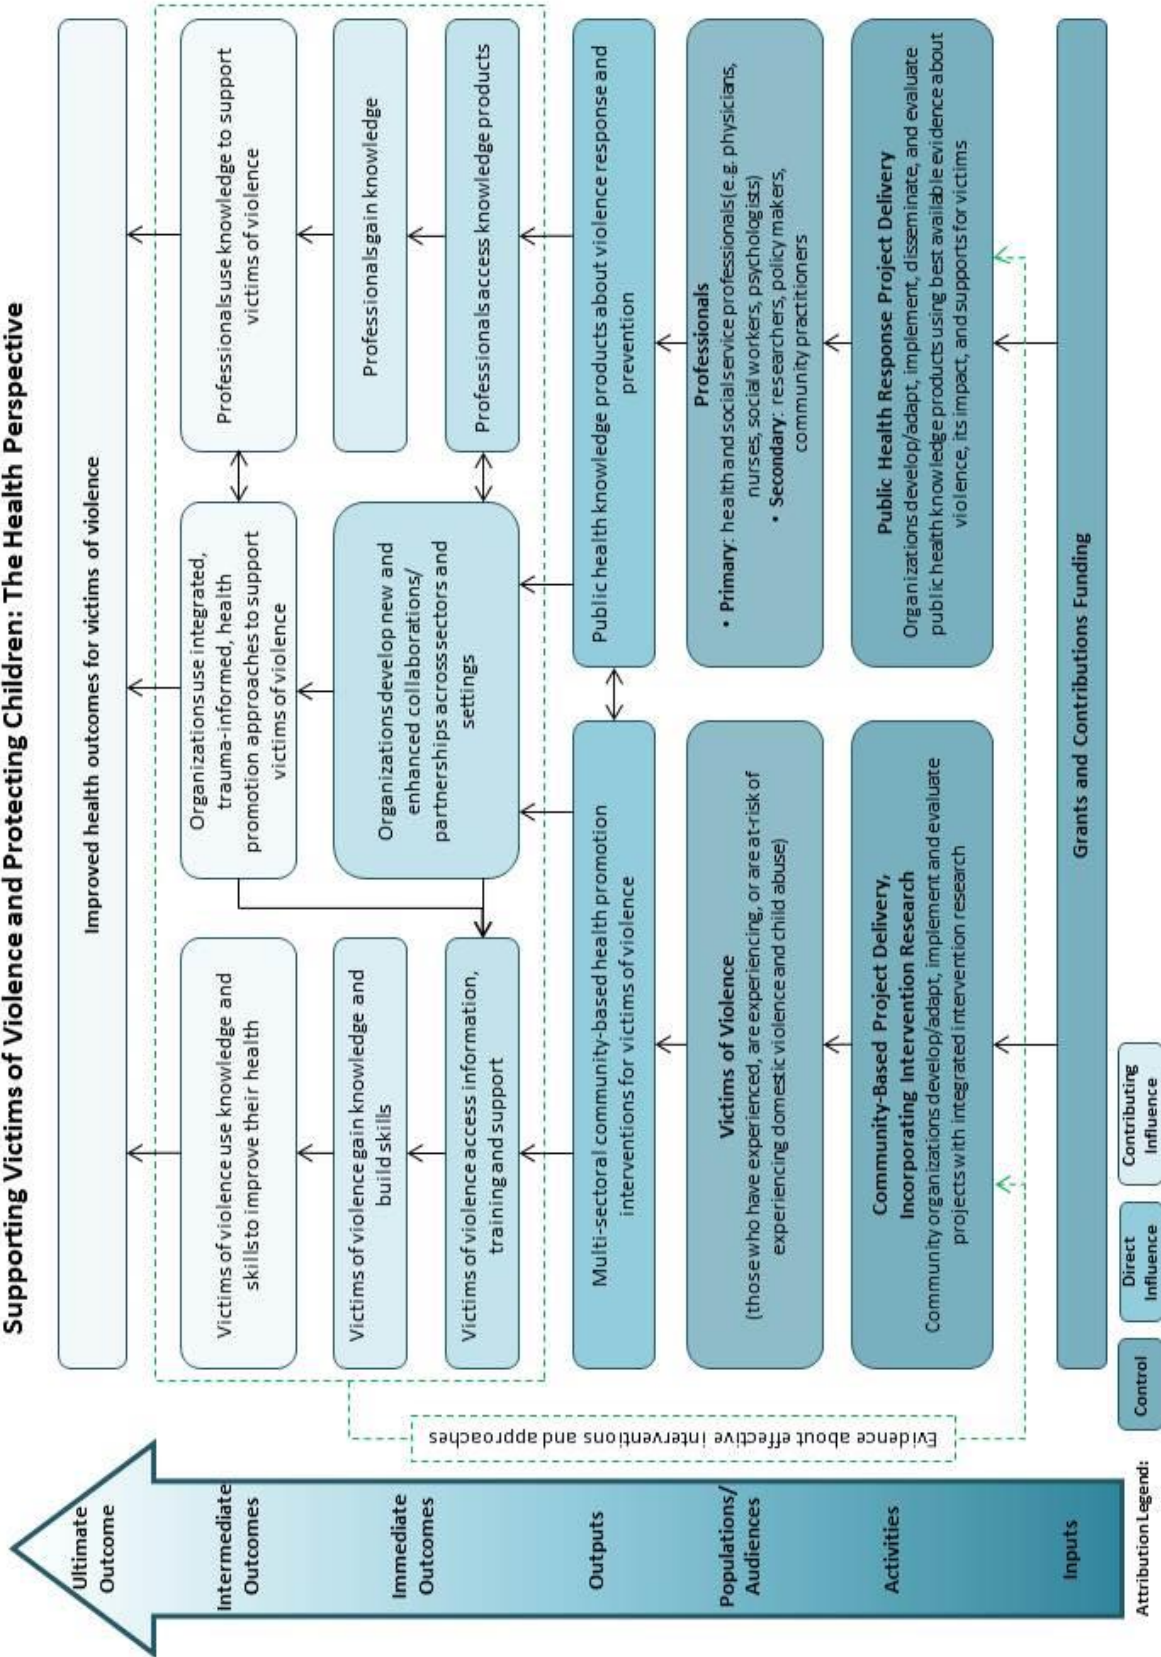 Supporting Victims of Violence and Protecting Children: The Health Perspective
Ultimate
Outcome
Improved health outcomes for victims of violence
Intermediate
Outcomes
Victims of violence use knowledge and
skills to improve their health
Organizations use integrated,
trauma-informed, health
promotion approaches to support
victims of violence
Professionals use knowledge to support
victims of violence
Immediate
Outcomes
Victims of violence gain knowledge and
build skills
Professionals gain knowledge
Victims of violence access information,
training and support
Organizations develop new and
enhanced collaborations/
partnerships across sectors and
settings
Professionals access knowledge products
Outputs
Multi-sectoral community-based health promotion
interventions for victims of violence
Public health knowledge products about violence response and
prevention
Populations/
Audiences
Victims of Violence
(those who have experienced, are experiencing, or are at-risk of
experiencing domestic violence and child abuse)
Professionals
• Primary: health and social service professionals (e.g. physicians,
nurses, social workers, psychologists)
• Secondary: researchers, policy makers,
community practitioners
Activities
Community-Based Project Delivery,
Incorporating Intervention Research
Community organizations develop/adapt, implement and evaluate
projects with integrated intervention research
Public Health Response Project Delivery
Organizations develop/adapt, implement, disseminate, and evaluate
public health knowledge products using best available evidence about
violence, its impact, and supports for victims
Inputs
Grants and Contributions Funding
Evidence about effective interventions and approaches
Attribution Legend:
Control
Direct
Influence
Contributing
Influence